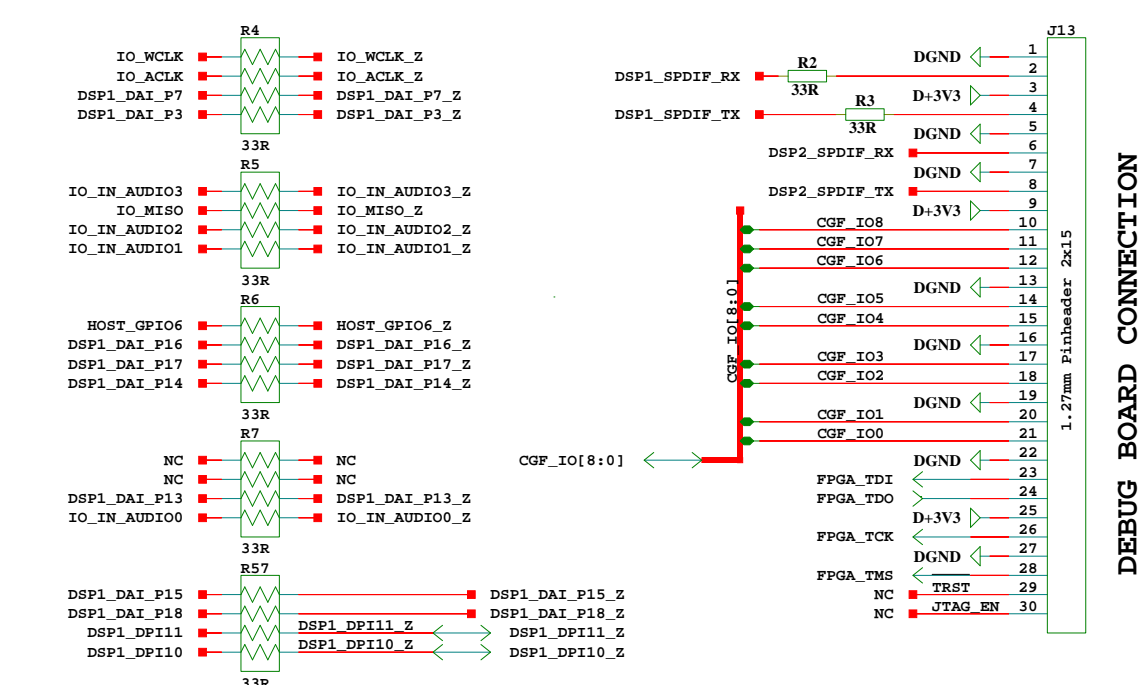 R4
IO_WCLK IO_WCLK_Z
IO_ACLK IO_ACLK_Z
DSP1_DAI_P7 DSP1_DAI_P7_Z
DSP1_DAI_P3 DSP1_DAI_P3_Z
33R
R5
IO_IN_AUDIO3 IO_IN_AUDIO3_Z
IO_MISO IO_MISO_Z
IO_IN_AUDIO2 IO_IN_AUDIO2_Z
IO_IN_AUDIO1 IO_IN_AUDIO1_Z
33R
R6
HOST_GPIO6 HOST_GPIO6_Z
DSP1_DAI_P16 DSP1_DAI_P16_Z
DSP1_DAI_P17 DSP1_DAI_P17_Z
DSP1_DAI_P14 DSP1_DAI_P14_Z
33R
R7
NC NC
NC NC
DSP1_DAI_P13 DSP1_DAI_P13_Z
IO_IN_AUDIO0 IO_IN_AUDIO0_Z
33R
R57
DSP1_DAI_P15 DSP1_DAI_P15_Z
DSP1_DAI_P18 DSP1_DAI_P18_Z
DSP1_DPI11 DSP1_DPI11_Z DSP1_DPI11_Z
DSP1_DPI10 DSP1_DPI10_Z DSP1_DPI10_Z
33R
J13
DGND 1
DSP1_SPDIF_RX R2 33R 2
D+3V3 3
DSP1_SPDIF_TX R3 33R 4
DGND 5
DSP2_SPDIF_RX 6
DGND 7
DSP2_SPDIF_TX 8
D+3V3 9
CGF_IO8 10
CGF_IO7 11
CGF_IO6 12
DGND 13
CGF_IO5 14
CGF_IO4 15
DGND 16
CGF_IO3 17
CGF_IO2 18
DGND 19
CGF_IO1 20
CGF_IO0 21
CGF_IO[8:0]
CGF_IO[8:0]
DGND 22
FPGA_TDI 23
FPGA_TDO 24
D+3V3 25
FPGA_TCK 26
DGND 27
FPGA_TMS 28
NC TRST 29
NC JTAG_EN 30
1.27mm Pinheader 2x15
DEBUG BOARD CONNECTION